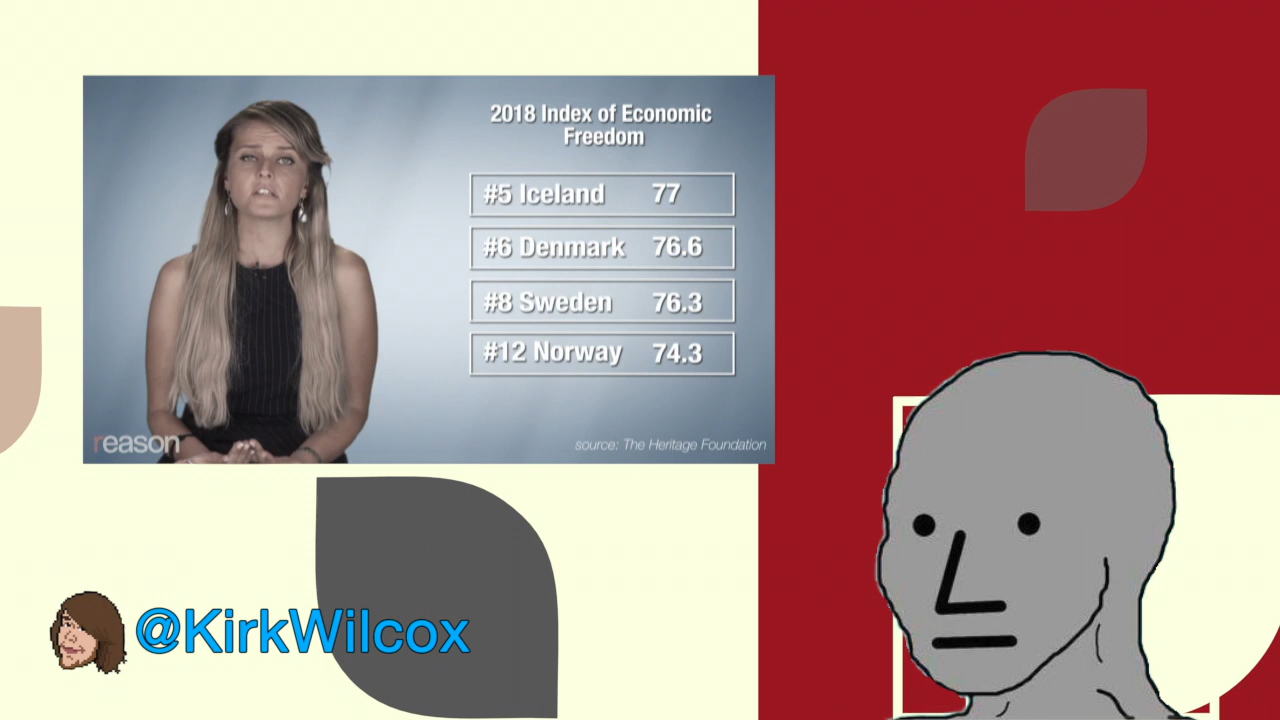 2018 Index of Economic
Freedom
#5 Iceland 77
#6 Denmark 76.6
#8 Sweden 76.3
#12 Norway 74.3
reason
source: The Heritage Foundation
@KirkWilcox